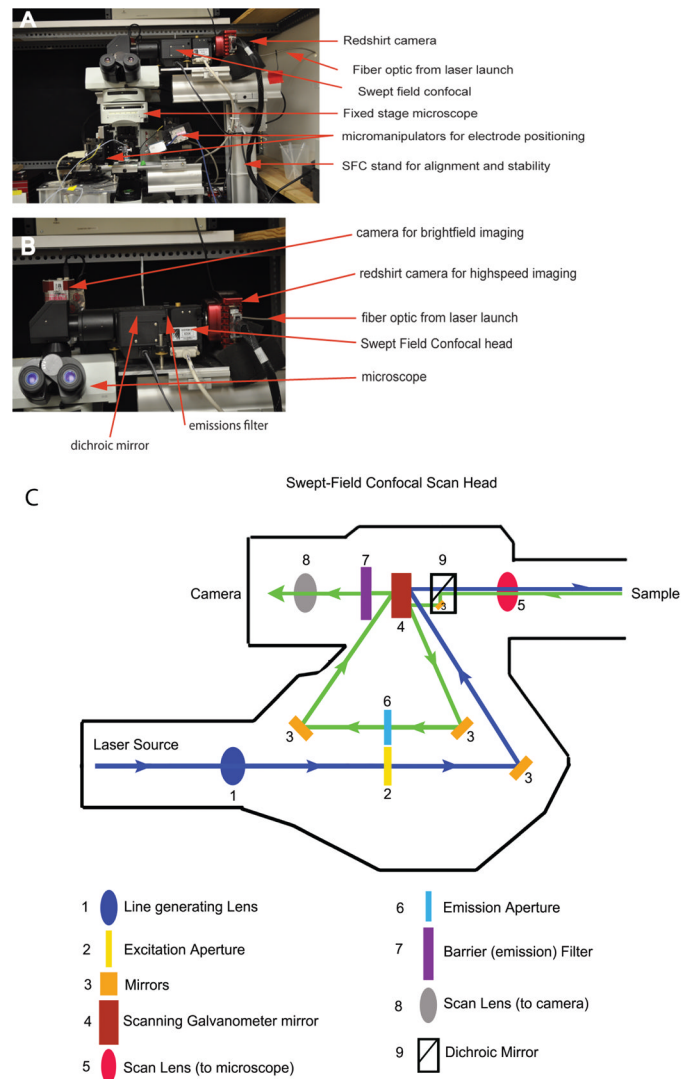 A
Redshirt camera
Fiber optic from laser launch
Swept field confocal
Fixed stage microscope
micromanipulators for electrode positioning
SFC stand for alignment and stability
B
camera for brightfield imaging
redshirt camera for highspeed imaging
fiber optic from laser launch
Swept Field Confocal head
microscope
emissions filter
dichroic mirror
C
Swept-Field Confocal Scan Head
8
7
9
Camera
3
4
5
Sample
6
3
3
Laser Source
1
2
3
1 Line generating Lens
2 Excitation Aperture
3 Mirrors
4 Scanning Galvanometer mirror
5 Scan Lens (to microscope)
6 Emission Aperture
7 Barrier (emission) Filter
8 Scan Lens (to camera)
9 Dichroic Mirror